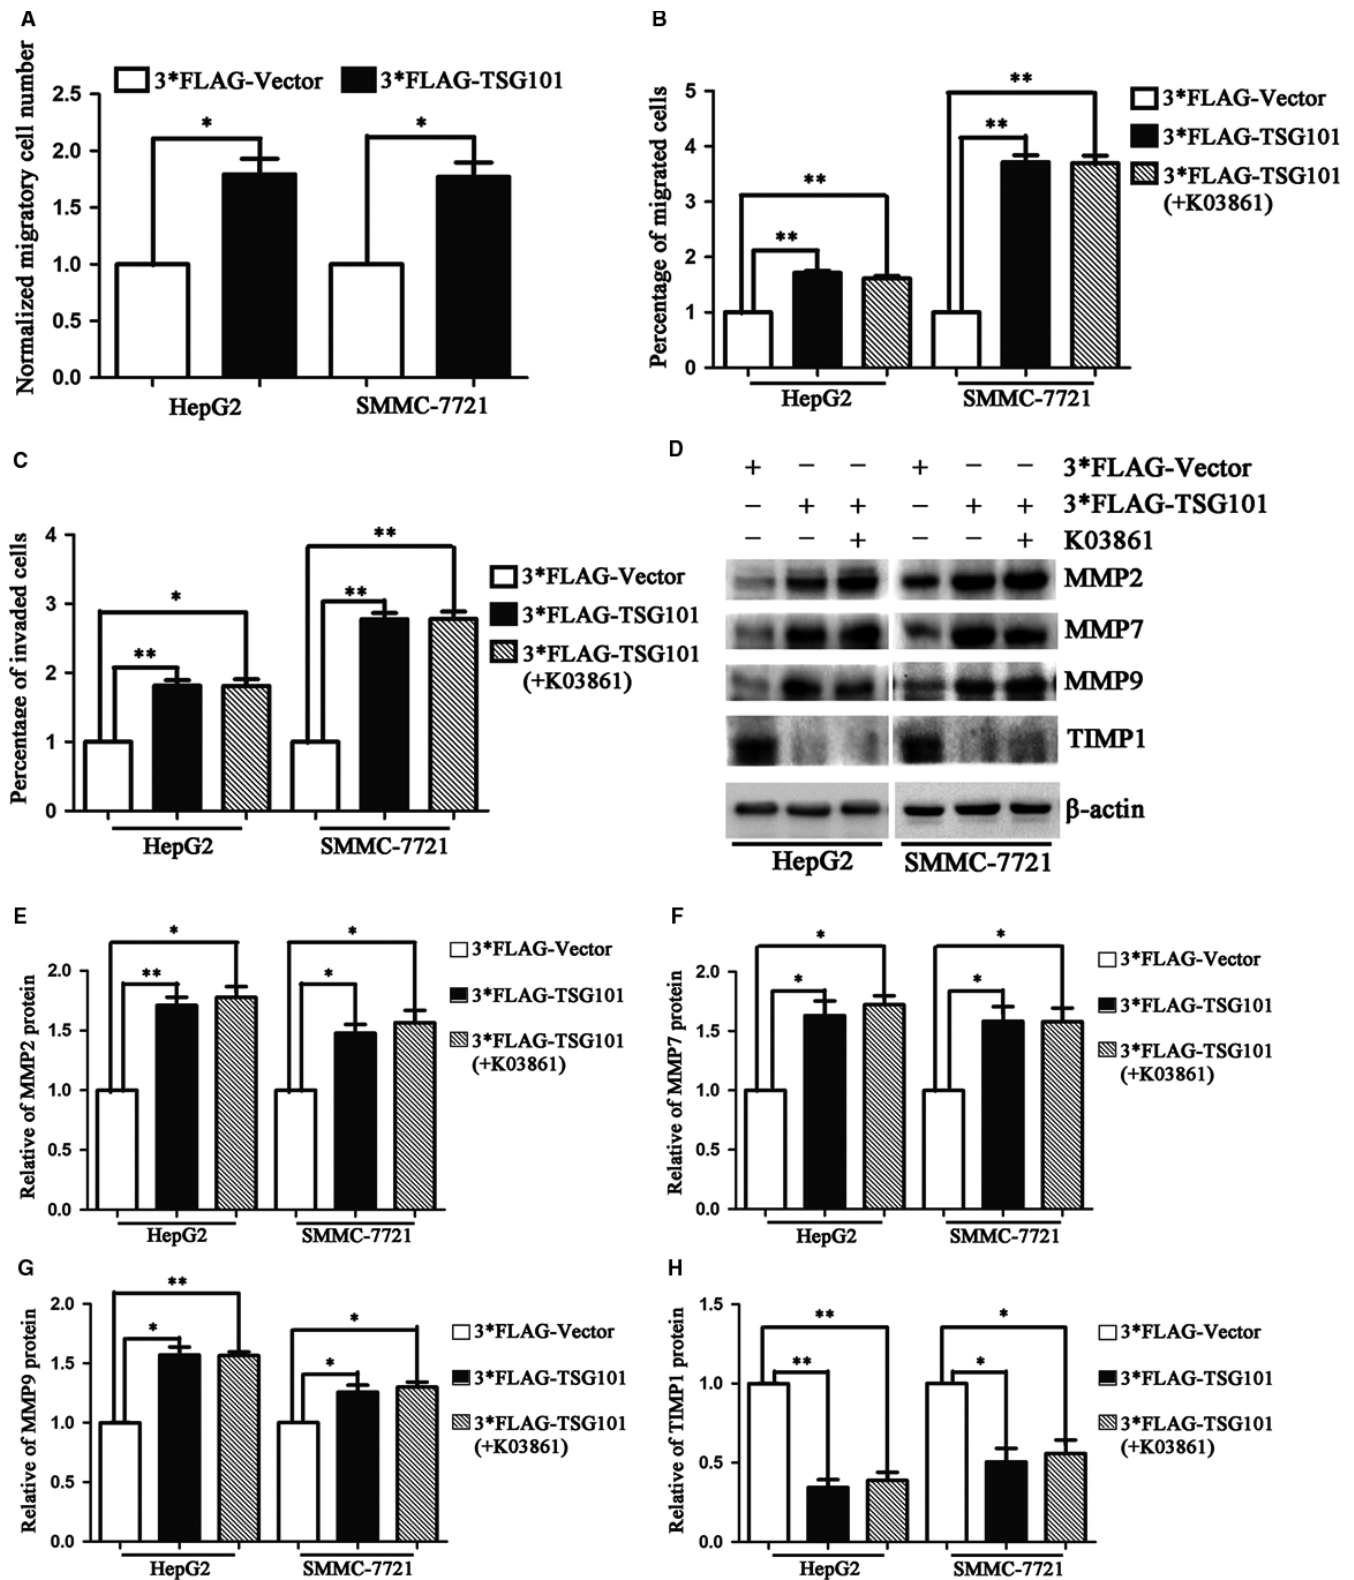 A
3*FLAG-Vector 3*FLAG-TSG101
Normalized migratory cell number
2.5
2.0
1.5
1.0
0.5
0.0
* *
HepG2 SMMC-7721
B
Percentage of migrated cells
5
4
3
2
1
0
** ** ** **
HepG2 SMMC-7721
3*FLAG-Vector
3*FLAG-TSG101
3*FLAG-TSG101
(+K03861)
C
Percentage of invaded cells
4
3
2
1
0
* ** ** **
HepG2 SMMC-7721
3*FLAG-Vector
3*FLAG-TSG101
3*FLAG-TSG101
(+K03861)
D
+ − − + − − 3*FLAG-Vector
− + + − + + 3*FLAG-TSG101
− − + − − + K03861
MMP2
MMP7
MMP9
TIMP1
β-actin
HepG2 SMMC-7721
E
Relative of MMP2 protein
2.0
1.5
1.0
0.5
0.0
* ** * *
HepG2 SMMC-7721
3*FLAG-Vector
3*FLAG-TSG101
3*FLAG-TSG101
(+K03861)
F
Relative of MMP7 protein
2.0
1.5
1.0
0.5
0.0
* * * *
HepG2 SMMC-7721
3*FLAG-Vector
3*FLAG-TSG101
3*FLAG-TSG101
(+K03861)
G
Relative of MMP9 protein
2.0
1.5
1.0
0.5
0.0
** * * *
HepG2 SMMC-7721
3*FLAG-Vector
3*FLAG-TSG101
3*FLAG-TSG101
(+K03861)
H
Relative of TIMP1 protein
1.5
1.0
0.5
0.0
** ** * *
HepG2 SMMC-7721
3*FLAG-Vector
3*FLAG-TSG101
3*FLAG-TSG101
(+K03861)